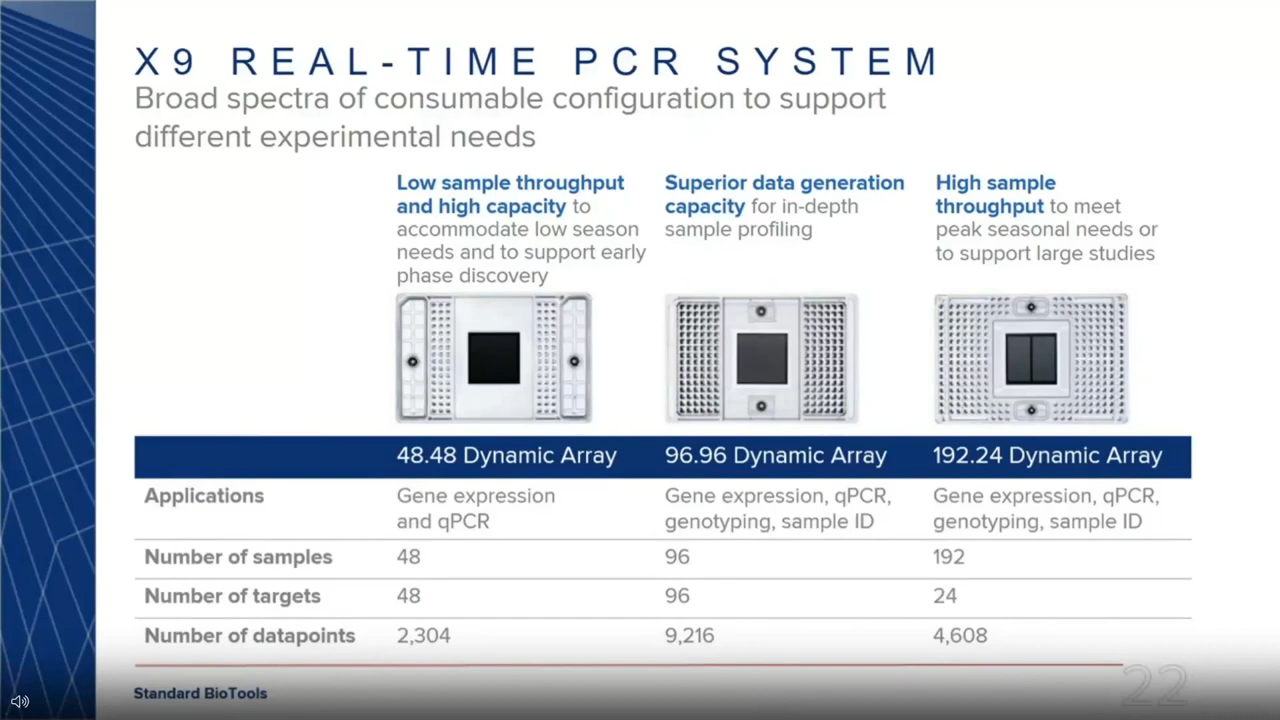 X9 REAL-TIME PCR SYSTEM
Broad spectra of consumable configuration to support
different experimental needs
Low sample throughput
and high capacity to
accommodate low season
needs and to support early
phase discovery
Superior data generation
capacity for in-depth
sample profiling
High sample
throughput to meet
peak seasonal needs or
to support large studies
48.48 Dynamic Array
96.96 Dynamic Array
192.24 Dynamic Array
Applications
Gene expression
and qPCR
Gene expression, qPCR,
genotyping, sample ID
Gene expression, qPCR,
genotyping, sample ID
Number of samples
48
96
192
Number of targets
48
96
24
Number of datapoints
2,304
9,216
4,608
Standard BioTools
22